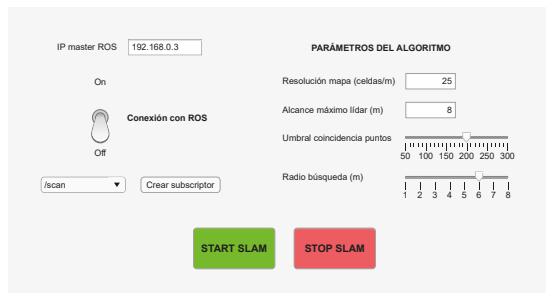 IP master ROS 192.168.0.3
On
Conexión con ROS
Off
/scan Crear subscriptor
PARÁMETROS DEL ALGORITMO
Resolución mapa (celdas/m) 25
Alcance máximo lídar (m) 8
Umbral coincidencia puntos
50 100 150 200 250 300
Radio búsqueda (m)
1 2 3 4 5 6 7 8
START SLAM STOP SLAM